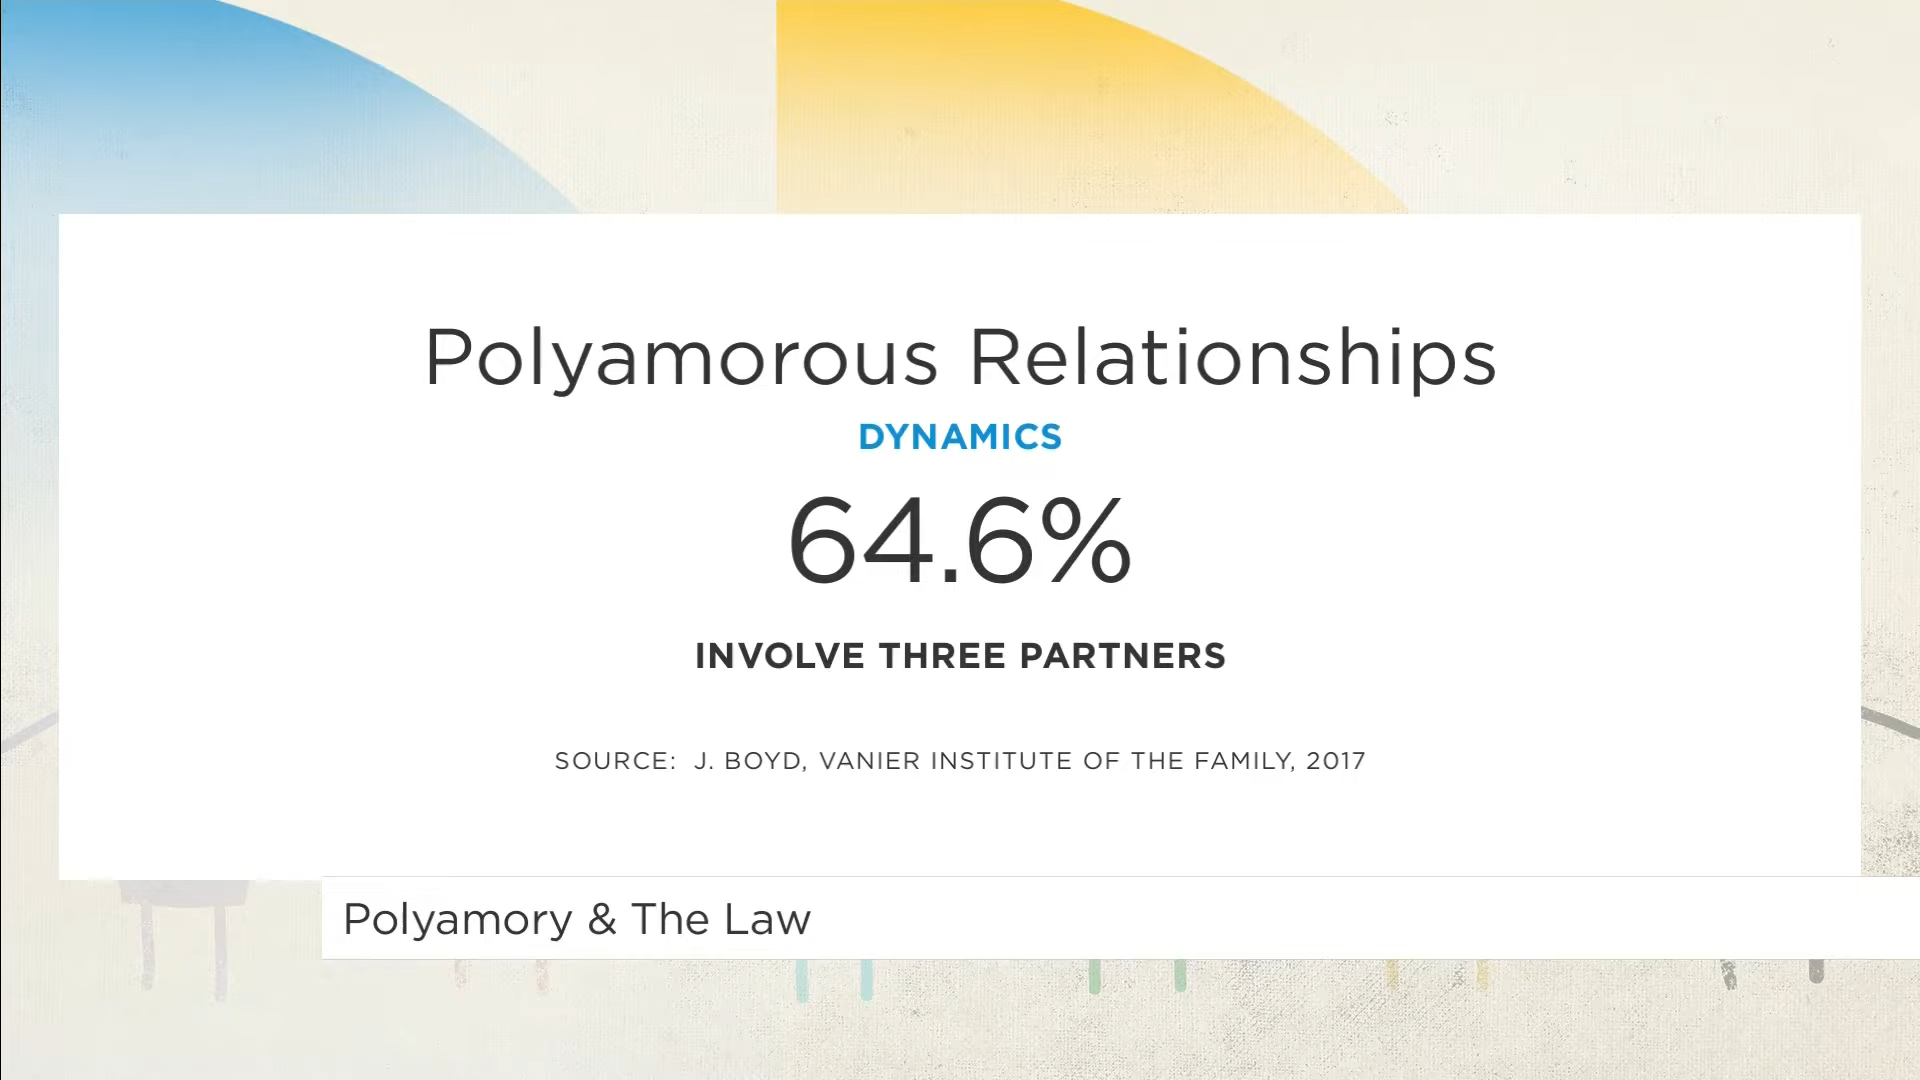 Polyamorous Relationships
DYNAMICS
64.6%
INVOLVE THREE PARTNERS
SOURCE: J. BOYD, VANIER INSTITUTE OF THE FAMILY, 2017
Polyamory & The Law